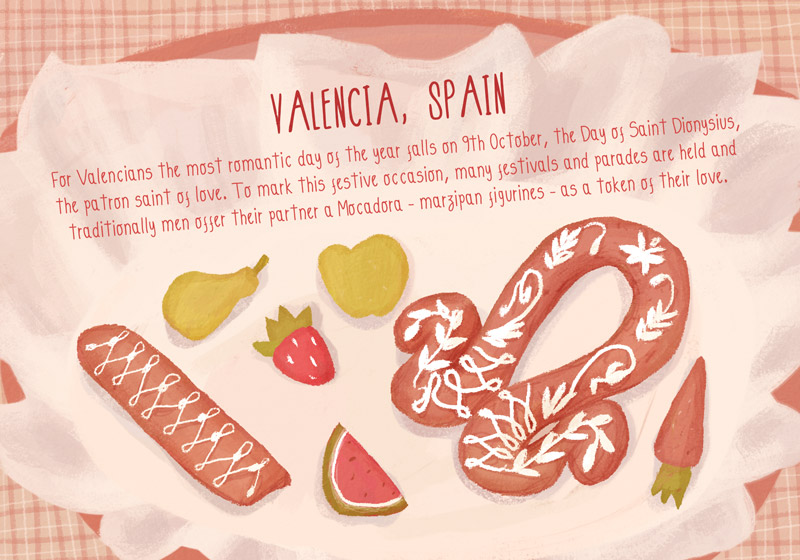 VALENCIA, SPAIN
For Valencians the most romantic day of the year falls on 9th October, the Day of Saint Dionysius,
the patron saint of love. To mark this festive occasion, many festivals and parades are held and
traditionally men offer their partner a Mocadora - marzipan figurines - as a token of their love.